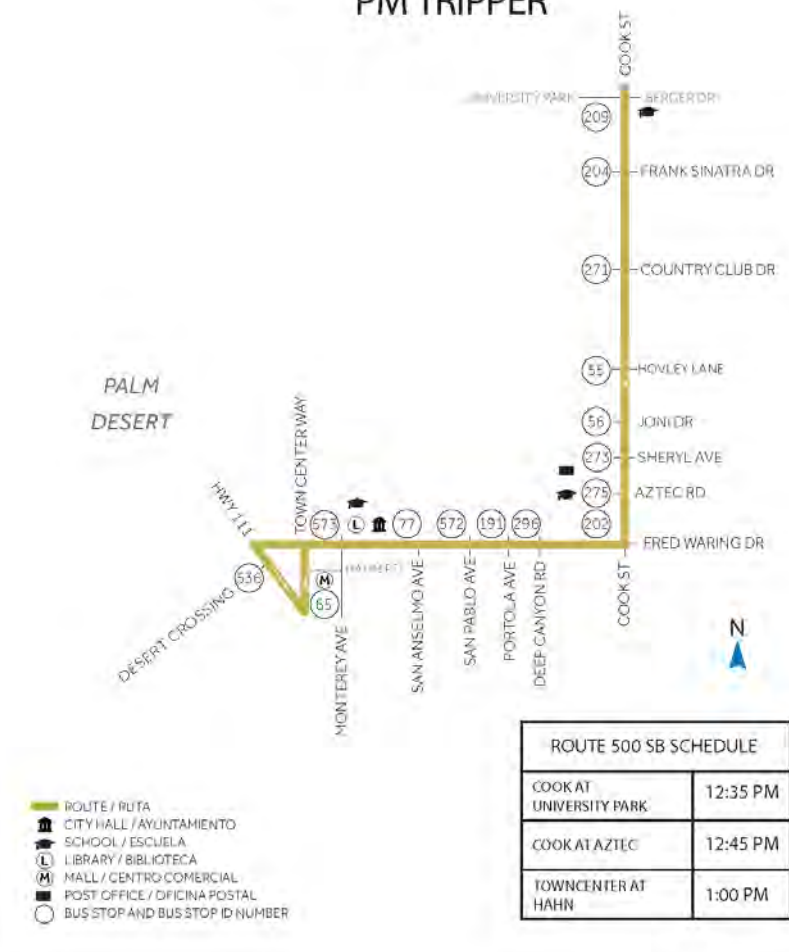 PM TRIPPER
COOK ST
UNIVERSITY PARK
BERGER DR
209
204
FRANK SINATRA DR
271
COUNTRY CLUB DR
55
HOVLEY LANE
PALM
DESERT
56
JONI DR
273
SHERYL AVE
275
AZTEC RD
HWY 111
TOWN CENTER WAY
573
L
77
572
191
296
202
FRED WARING DR
536
M
65
DESERT CROSSING
MONTEREY AVE
SAN ANSELMO AVE
SAN PABLO AVE
PORTOLA AVE
DEEP CANYON RD
COOK ST
N
ROUTE 500 SB SCHEDULE
COOK AT
UNIVERSITY PARK
12:35 PM
COOK AT AZTEC
12:45 PM
TOWNCENTER AT
HAHN
1:00 PM
ROUTE / RUTA
CITY HALL / AYUNTAMIENTO
SCHOOL / ESCUELA
L LIBRARY / BIBLIOTECA
M MALL / CENTRO COMERCIAL
POST OFFICE / OFICINA POSTAL
BUS STOP AND BUS STOP ID NUMBER